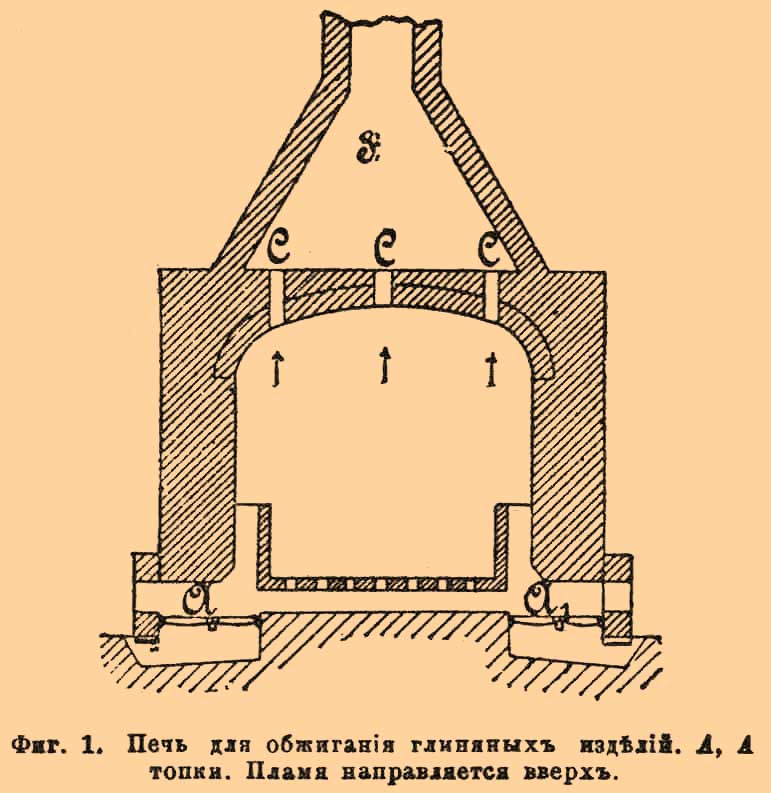 F.
C C C
a a₁
Фиг. 1. Печь для обжиганія глиняныхъ издѣлій. А, А
топки. Пламя направляется вверхъ.